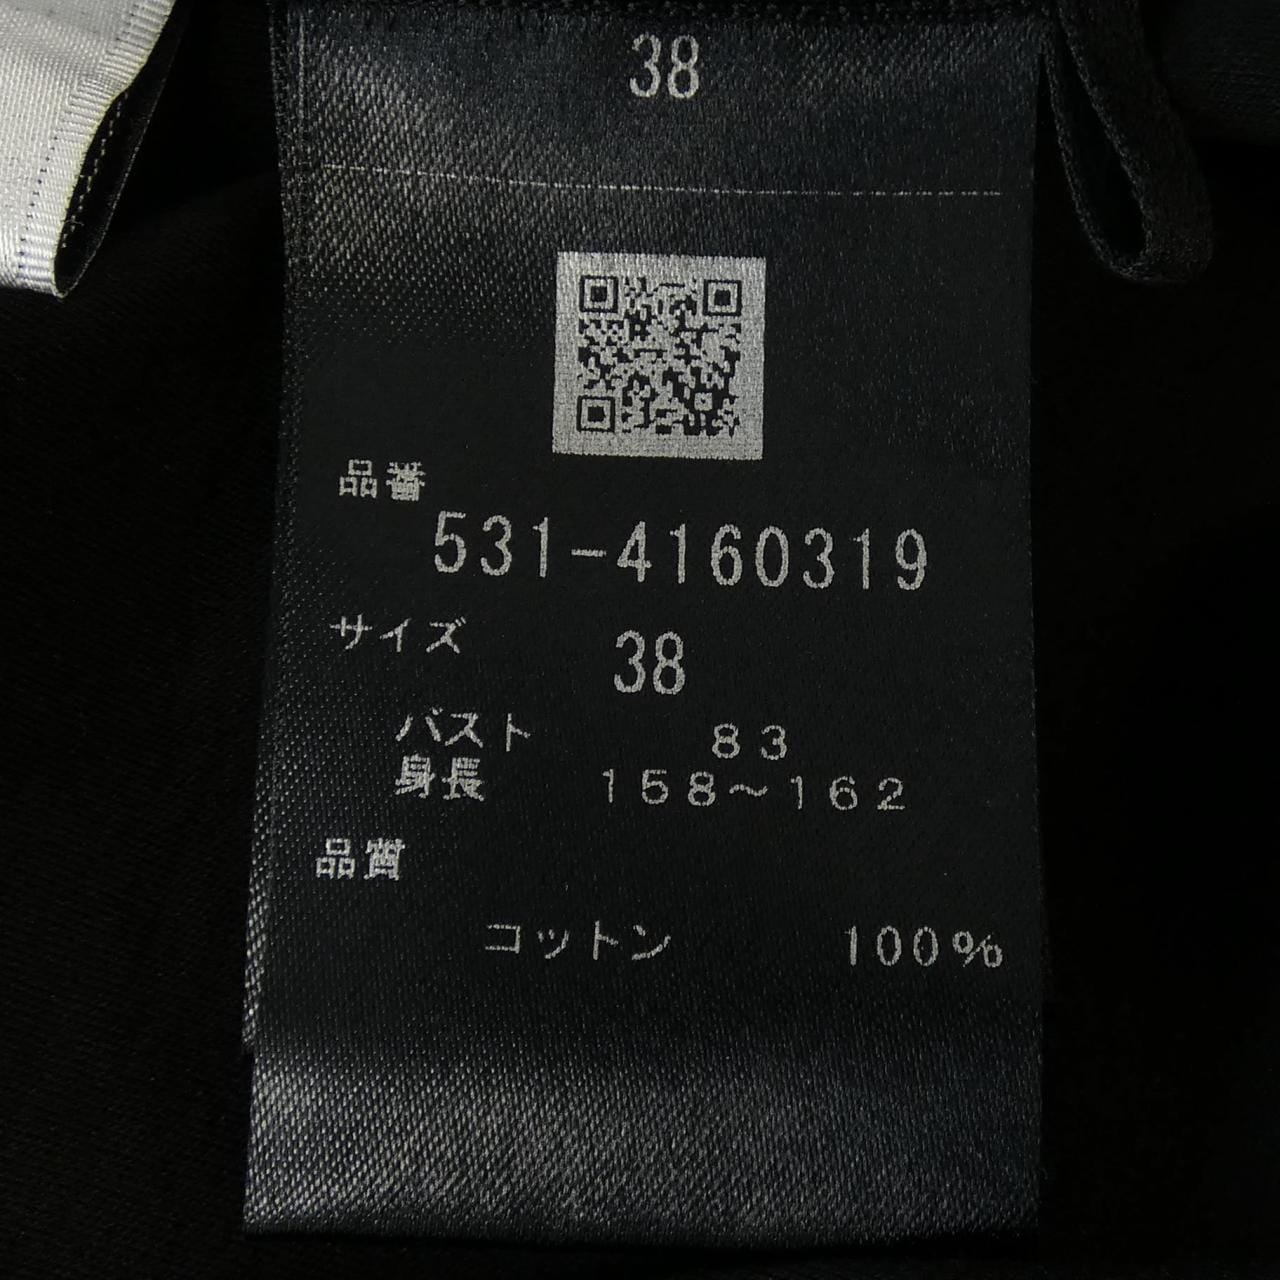 38
品番
531-4160319
サイズ 38
バスト 83
身長 158～162
品質
コットン 100%